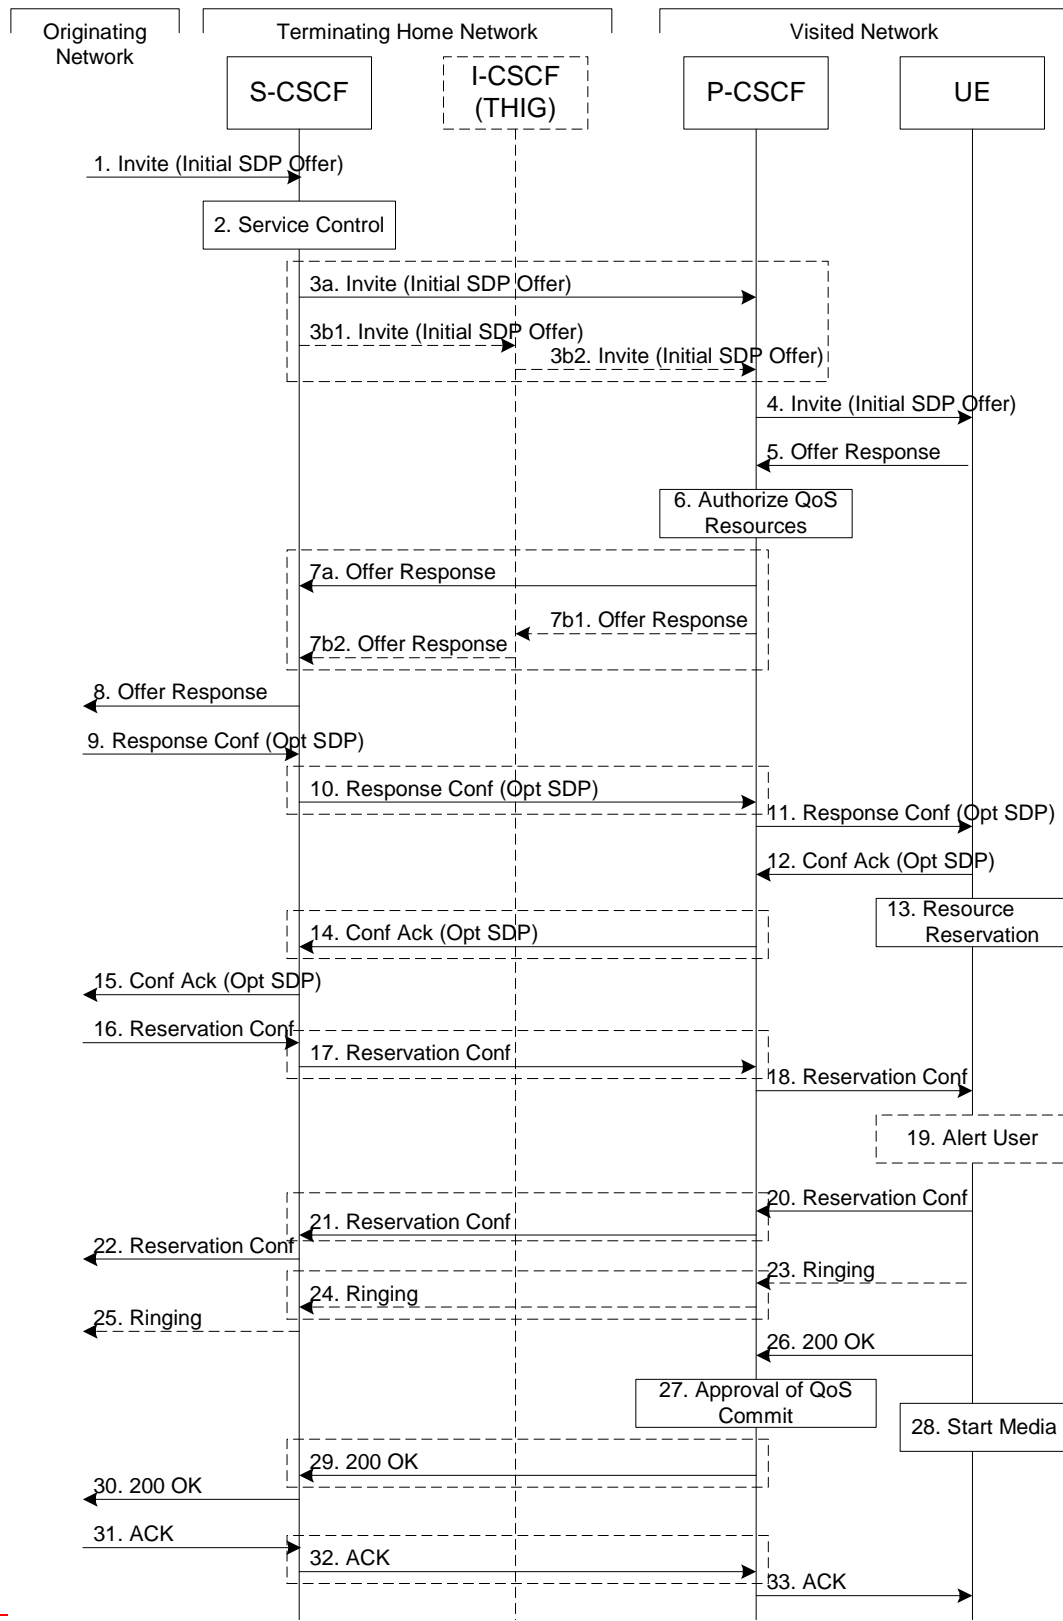 Originating
Network
Terminating Home Network
Visited Network
S-CSCF
I-CSCF
(THIG)
P-CSCF
UE
1. Invite (Initial SDP Offer)
2. Service Control
3a. Invite (Initial SDP Offer)
3b1. Invite (Initial SDP Offer)
3b2. Invite (Initial SDP Offer)
4. Invite (Initial SDP Offer)
5. Offer Response
6. Authorize QoS
Resources
7a. Offer Response
7b1. Offer Response
7b2. Offer Response
8. Offer Response
9. Response Conf (Opt SDP)
10. Response Conf (Opt SDP)
11. Response Conf (Opt SDP)
12. Conf Ack (Opt SDP)
13. Resource
Reservation
14. Conf Ack (Opt SDP)
15. Conf Ack (Opt SDP)
16. Reservation Conf
17. Reservation Conf
18. Reservation Conf
19. Alert User
20. Reservation Conf
21. Reservation Conf
22. Reservation Conf
23. Ringing
24. Ringing
25. Ringing
26. 200 OK
27. Approval of QoS
Commit
28. Start Media
29. 200 OK
30. 200 OK
31. ACK
32. ACK
33. ACK